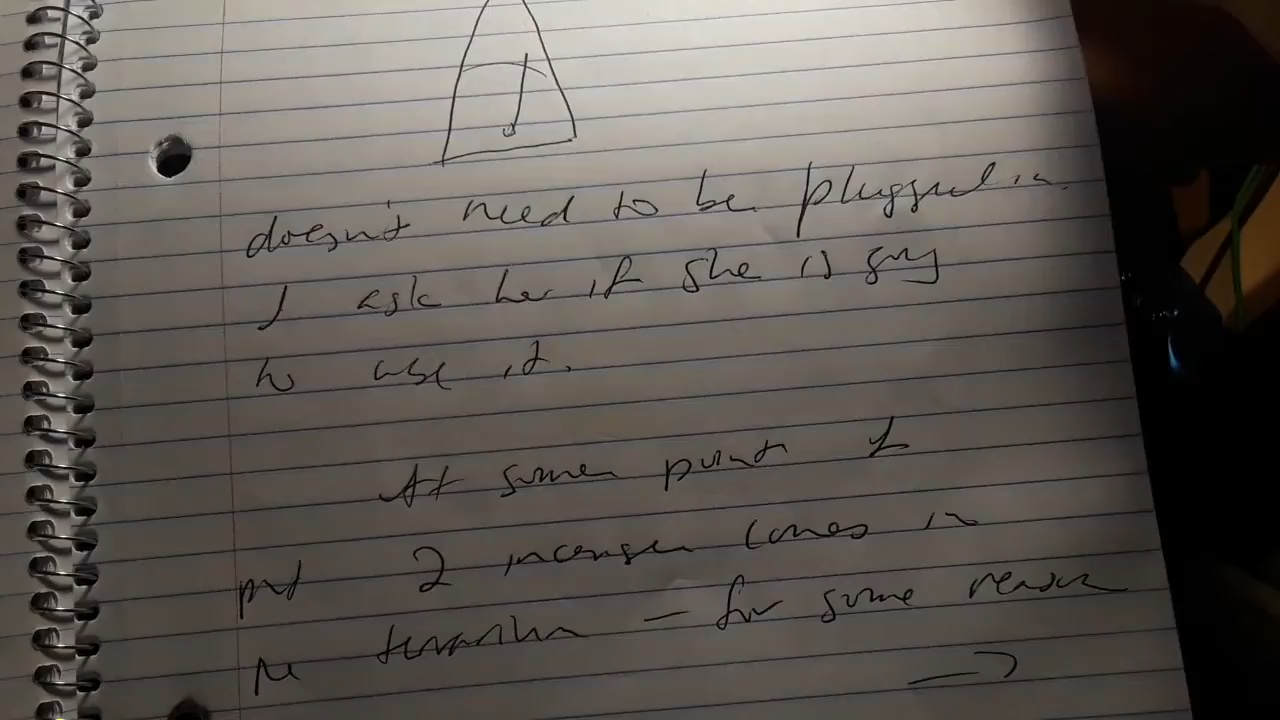 doesn't need to be plugged in.
I ask her if she is going
to use it.
At some point I
put 2 incense cones in
the — for some reason